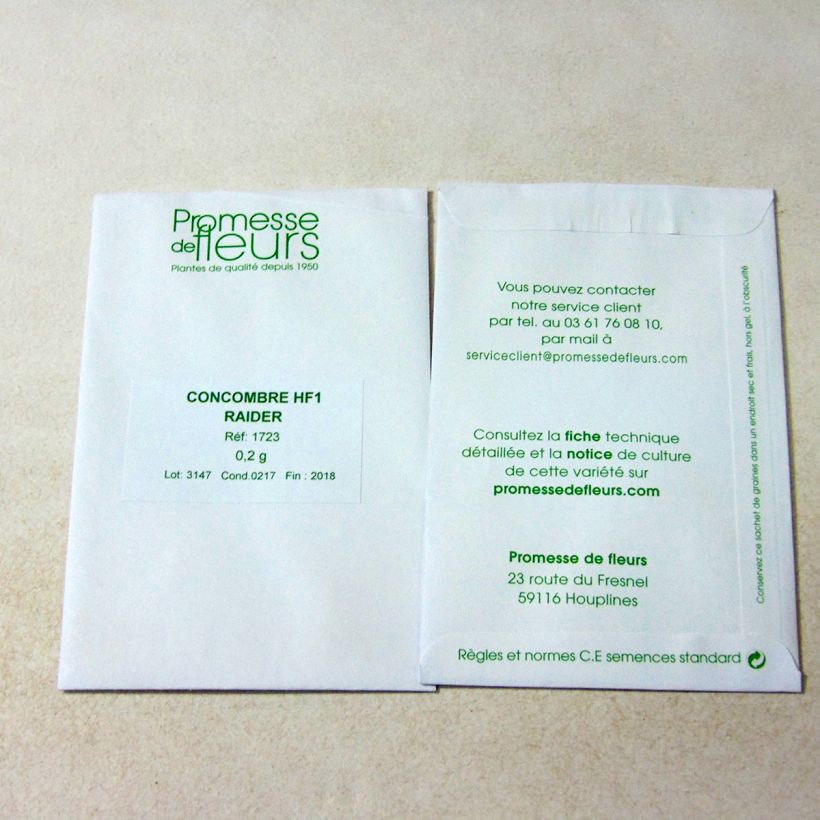 Promesse
de fleurs
Plantes de qualité depuis 1950
CONCOMBRE HF1
RAIDER
Réf: 1723
0,2 g
Lot: 3147 Cond.0217 Fin : 2018
Vous pouvez contacter
notre service client
par tel. au 03 61 76 08 10,
par mail à
serviceclient@promessedefleurs.com
Consultez la fiche technique
détaillée et la notice de culture
de cette variété sur
promessedefleurs.com
Promesse de fleurs
23 route du Fresnel
59116 Houplines
Règles et normes C.E semences standard
Conservez ce sachet de graines dans un endroit sec et frais, hors gel, à l'obscurité